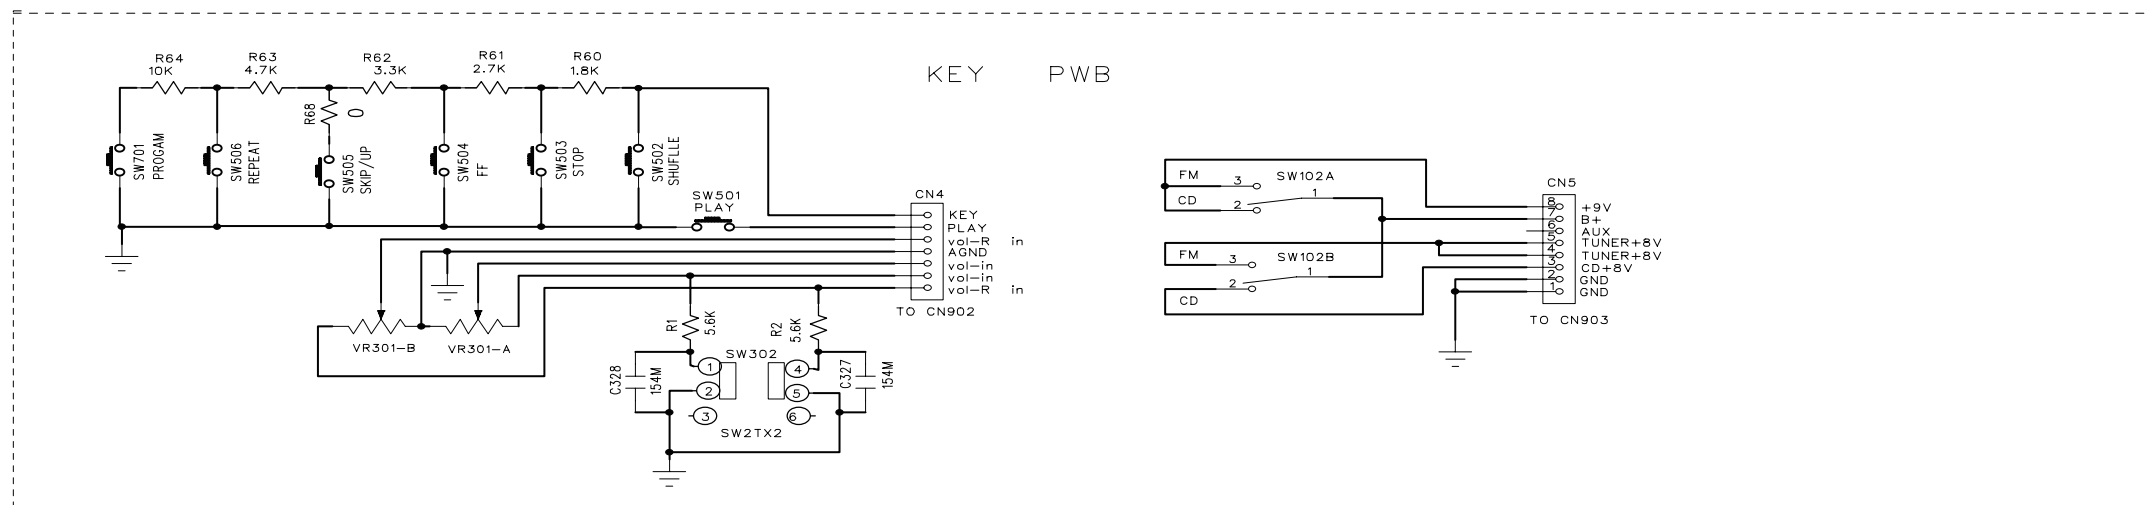 KEY PWB
R64
10K
R63
4.7K
R62
3.3K
R61
2.7K
R60
1.8K
R68
0
SW701
PROGAM
SW506
REPEAT
SW505
SKIP/UP
SW504
FF
SW503
STOP
SW502
SHUFLLE
SW501
PLAY
CN4
KEY
PLAY
vol-R in
AGND
vol-in
vol-in
vol-R in
TO CN902
VR301-B
VR301-A
R1
5.6K
R2
5.6K
SW302
C328
154M
C327
154M
1
2
3
4
5
6
SW2TX2
FM
3
SW102A
1
CD
2
FM
3
SW102B
1
2
CD
CN5
8 +9V
7 B+
6 AUX
5 TUNER+8V
4 TUNER+8V
3 CD+8V
2 GND
1 GND
TO CN903